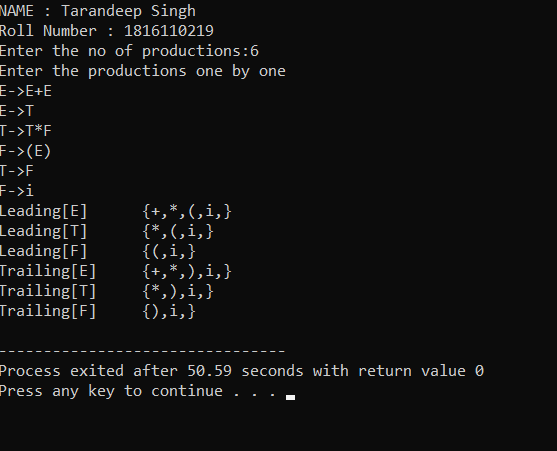 NAME : Tarandeep Singh
Roll Number : 1816110219
Enter the no of productions:6
Enter the productions one by one
E->E+E
E->T
T->T*F
F->(E)
T->F
F->i
Leading[E]      {+,*,(,i,}
Leading[T]      {*,(,i,}
Leading[F]      {(,i,}
Trailing[E]     {+,*,),i,}
Trailing[T]     {*,),i,}
Trailing[F]     {),i,}
--------------------------------
Process exited after 50.59 seconds with return value 0
Press any key to continue . . .